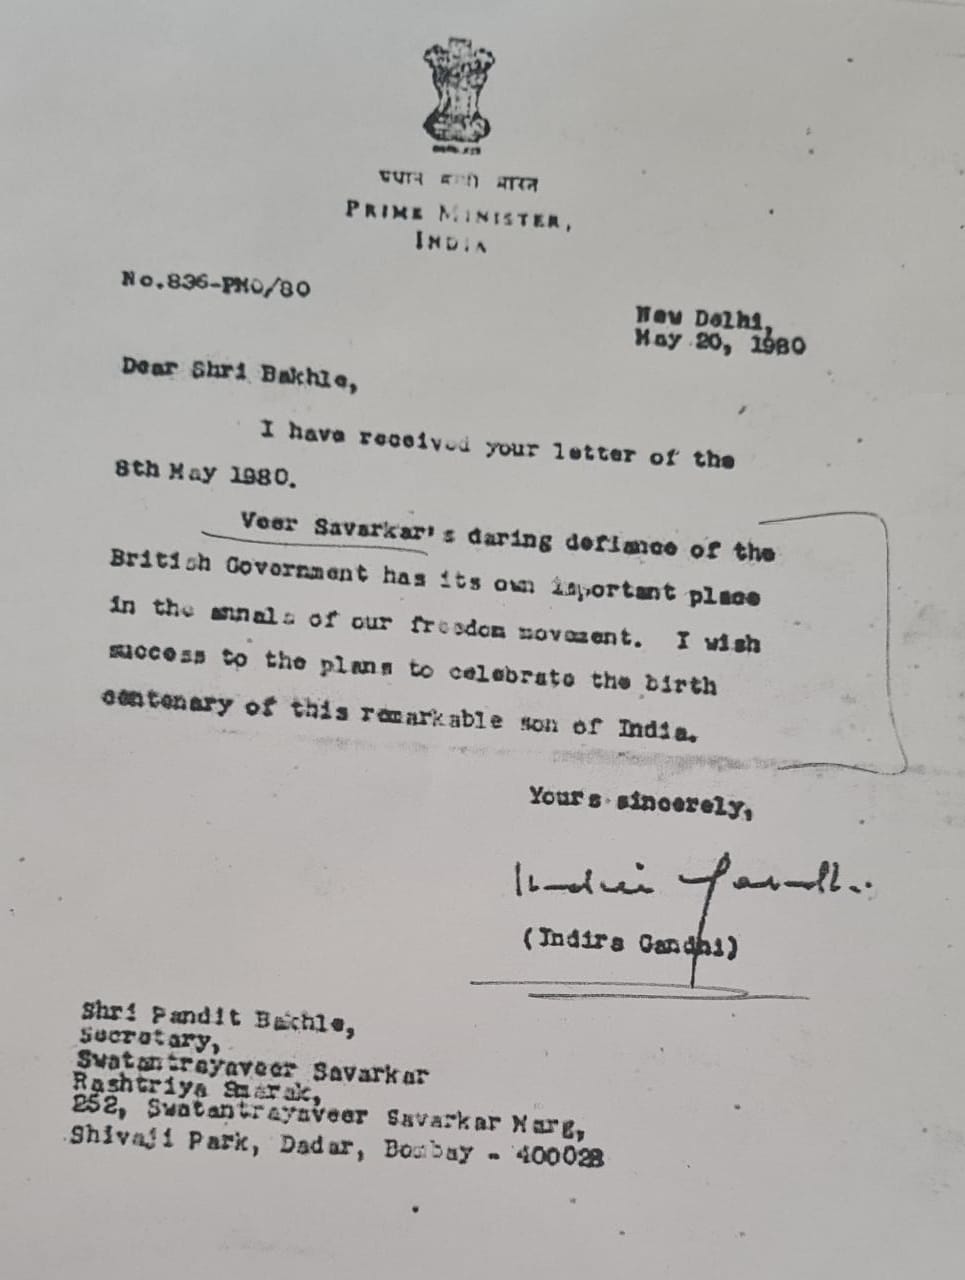 भारत
PRIME MINISTER,
INDIA
No.836-PMO/80
New Delhi,
May 20, 1980
Dear Shri Bakhle,
I have received your letter of the
8th May 1980.
Veer Savarkar's daring defiance of the
British Government has its own important place
in the annals of our freedom movement. I wish
success to the plans to celebrate the birth
centenary of this remarkable son of India.
Yours sincerely,
Indira Gandhi
(Indira Gandhi)
Shri Pandit Bakhle,
Secretary,
Swatantrayaveer Savarkar
Rashtriya Smarak,
252, Swatantrayaveer Savarkar Marg,
Shivaji Park, Dadar, Bombay - 400028